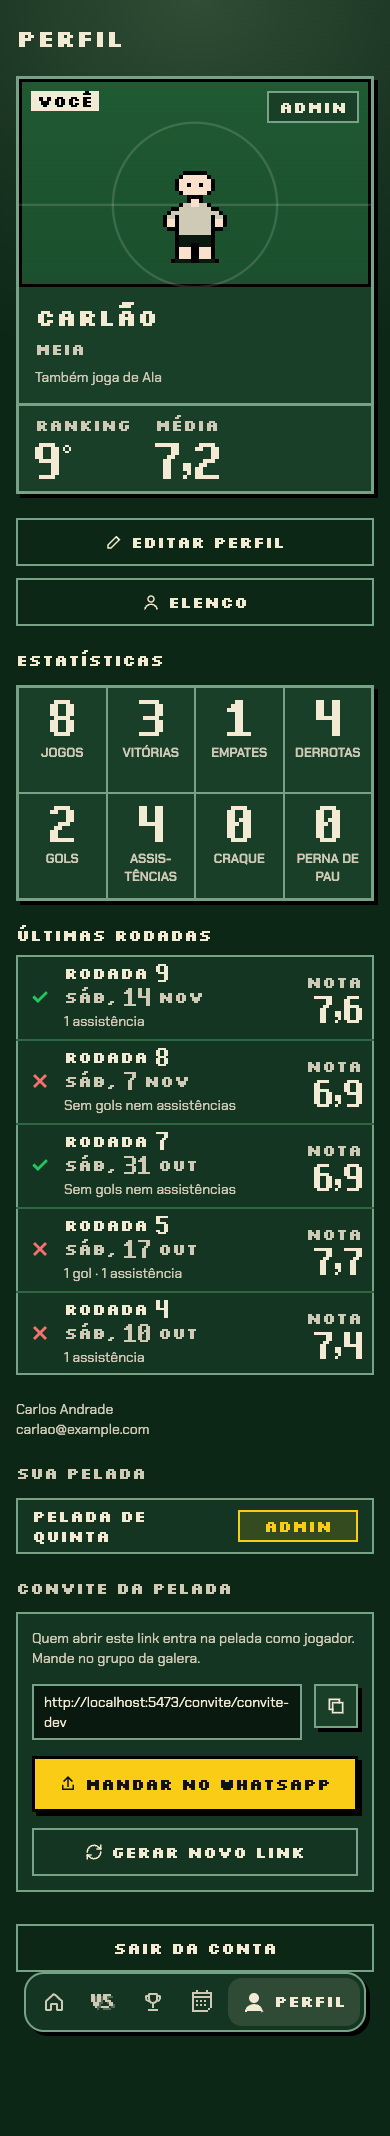 PERFIL
VOCÊ
ADMIN
CARLÃO
MEIA
Também joga de Ala
RANKING MÉDIA
9° 7,2
EDITAR PERFIL
ELENCO
ESTATÍSTICAS
8 3 1 4
JOGOS VITÓRIAS EMPATES DERROTAS
2 4 0 0
GOLS ASSIS- CRAQUE PERNA DE
TÊNCIAS PAU
ÚLTIMAS RODADAS
RODADA 9
SÁB, 14 NOV
1 assistência
NOTA
7,6
RODADA 8
SÁB, 7 NOV
Sem gols nem assistências
NOTA
6,9
RODADA 7
SÁB, 31 OUT
Sem gols nem assistências
NOTA
6,9
RODADA 5
SÁB, 17 OUT
1 gol · 1 assistência
NOTA
7,7
RODADA 4
SÁB, 10 OUT
1 assistência
NOTA
7,4
Carlos Andrade
carlao@example.com
SUA PELADA
PELADA DE
QUINTA
ADMIN
CONVITE DA PELADA
Quem abrir este link entra na pelada como jogador.
Mande no grupo da galera.
http://localhost:5473/convite/convite-
dev
MANDAR NO WHATSAPP
GERAR NOVO LINK
SAIR DA CONTA
VS PERFIL